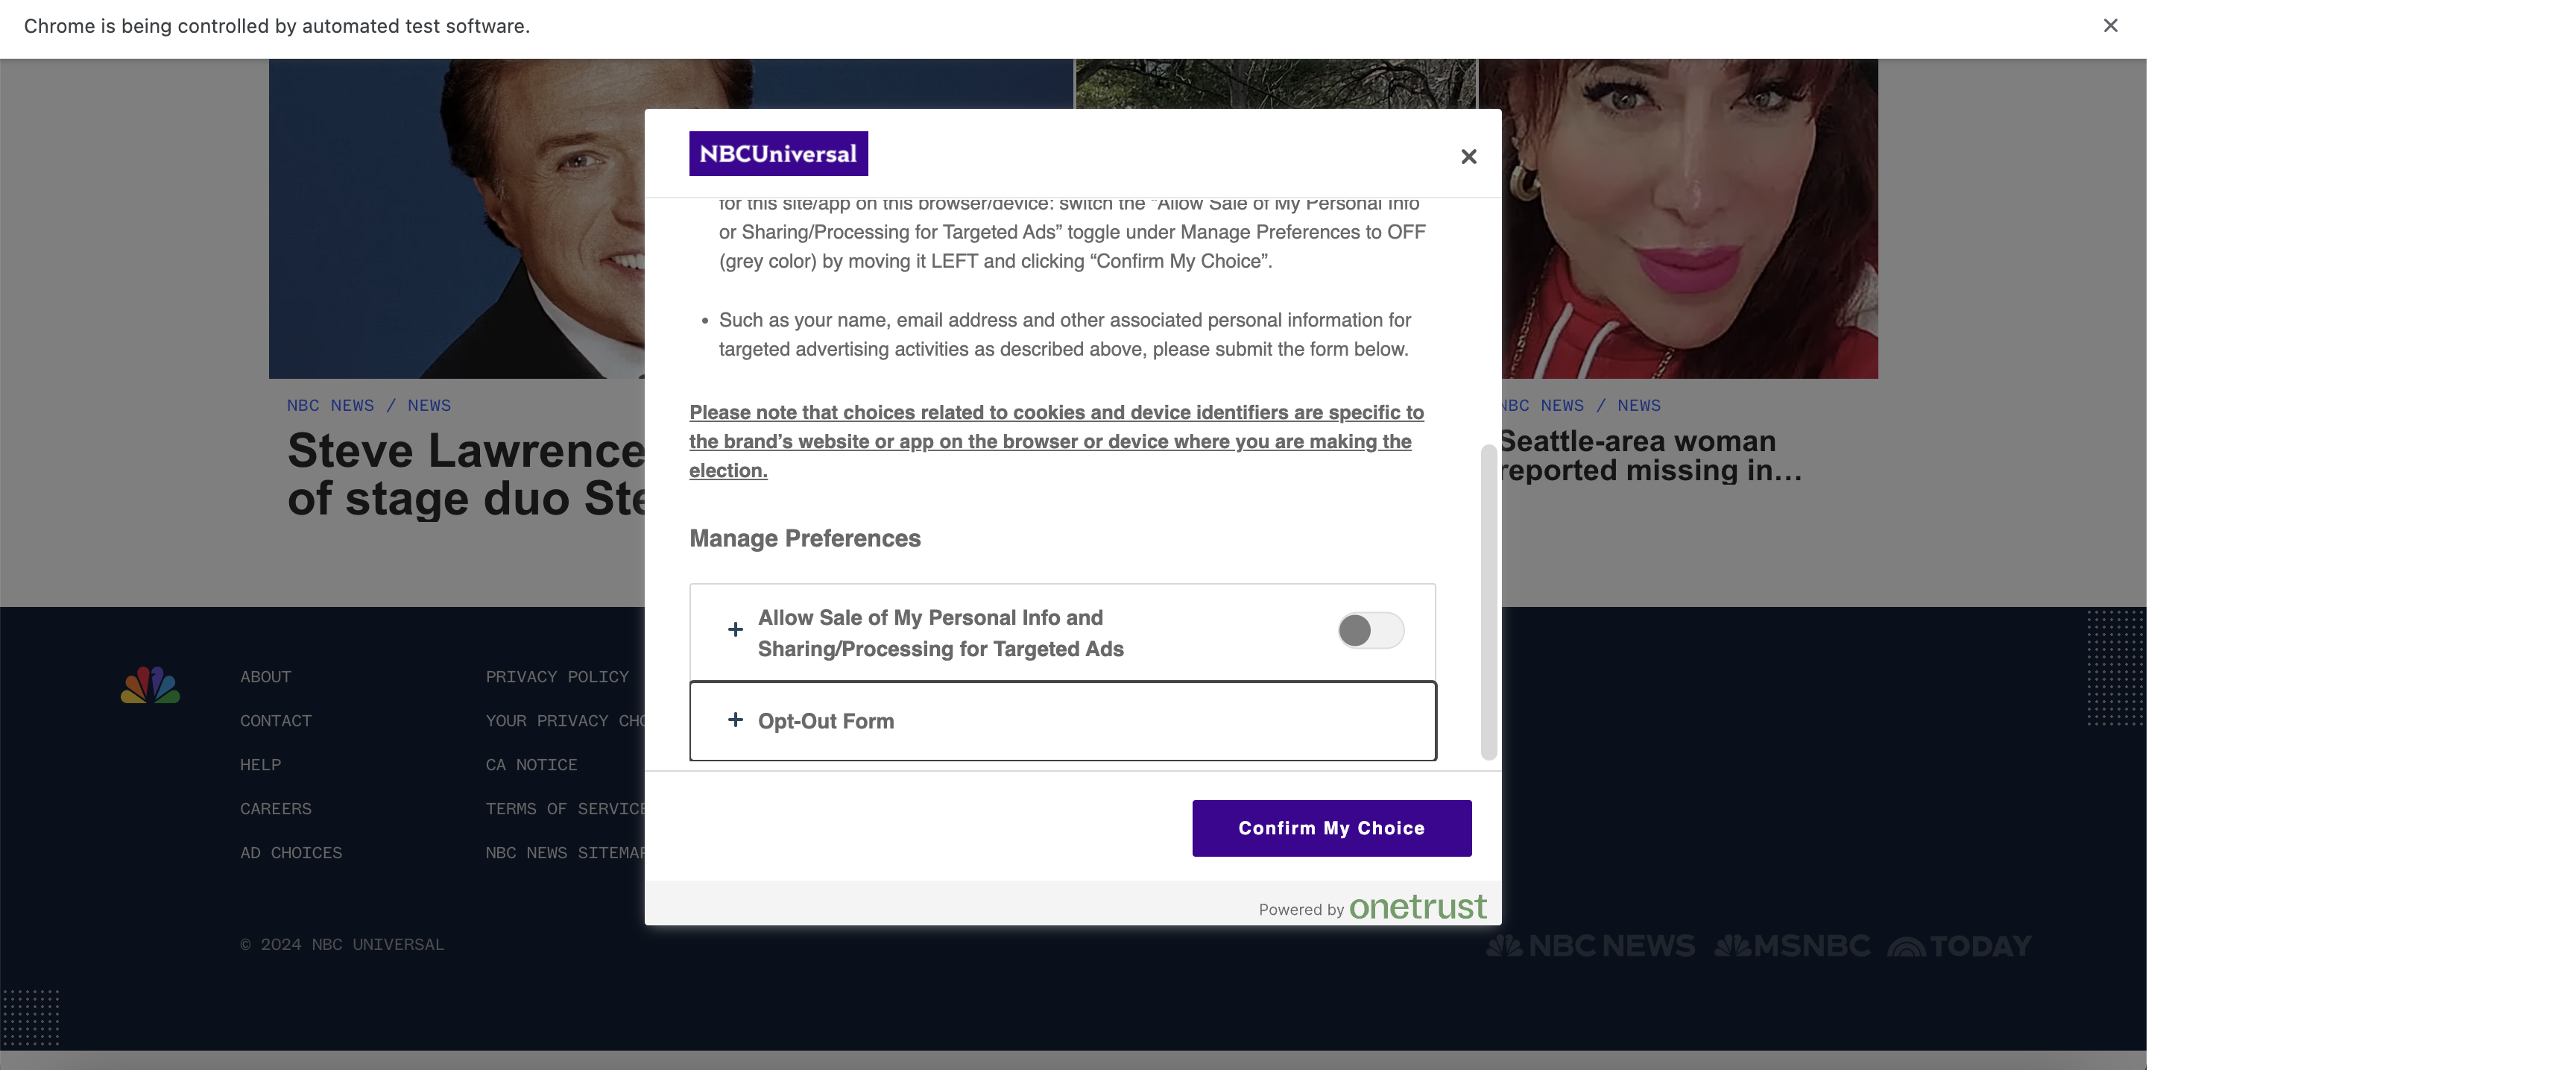 Chrome is being controlled by automated test software.
NBCUniversal
for this site/app on this browser/device: switch the “Allow Sale of My Personal Info
or Sharing/Processing for Targeted Ads” toggle under Manage Preferences to OFF
(grey color) by moving it LEFT and clicking “Confirm My Choice”.
• Such as your name, email address and other associated personal information for
targeted advertising activities as described above, please submit the form below.
Please note that choices related to cookies and device identifiers are specific to
the brand’s website or app on the browser or device where you are making the
election.
Manage Preferences
Allow Sale of My Personal Info and
Sharing/Processing for Targeted Ads
Opt-Out Form
Confirm My Choice
Powered by onetrust
NBC NEWS / NEWS
Steve Lawrence
of stage duo Ste
NBC NEWS / NEWS
Seattle-area woman
reported missing in...
ABOUT
CONTACT
HELP
CAREERS
AD CHOICES
PRIVACY POLICY
YOUR PRIVACY CHO
CA NOTICE
TERMS OF SERVICE
NBC NEWS SITEMAP
© 2024 NBC UNIVERSAL
NBC NEWS MSNBC TODAY